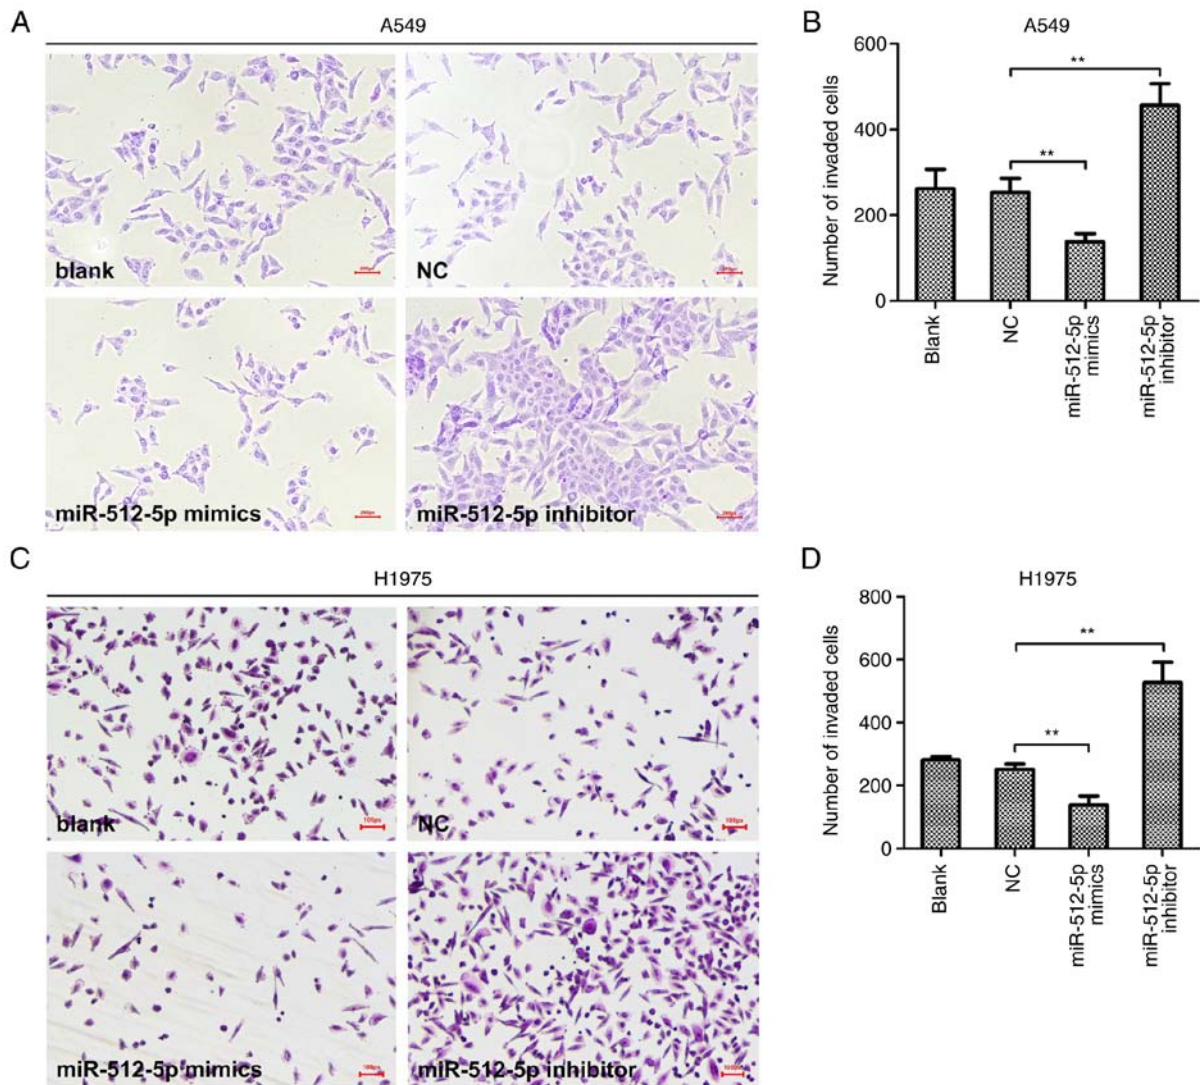 A
A549
blank
NC
miR-512-5p mimics
miR-512-5p inhibitor
B
A549
Number of invaded cells
600
400
200
0
**
**
Blank
NC
miR-512-5p
mimics
miR-512-5p
inhibitor
C
H1975
blank
100μs
NC
miR-512-5p mimics
miR-512-5p inhibitor
D
H1975
Number of invaded cells
800
600
400
200
0
**
**
Blank
NC
miR-512-5p
mimics
miR-512-5p
inhibitor